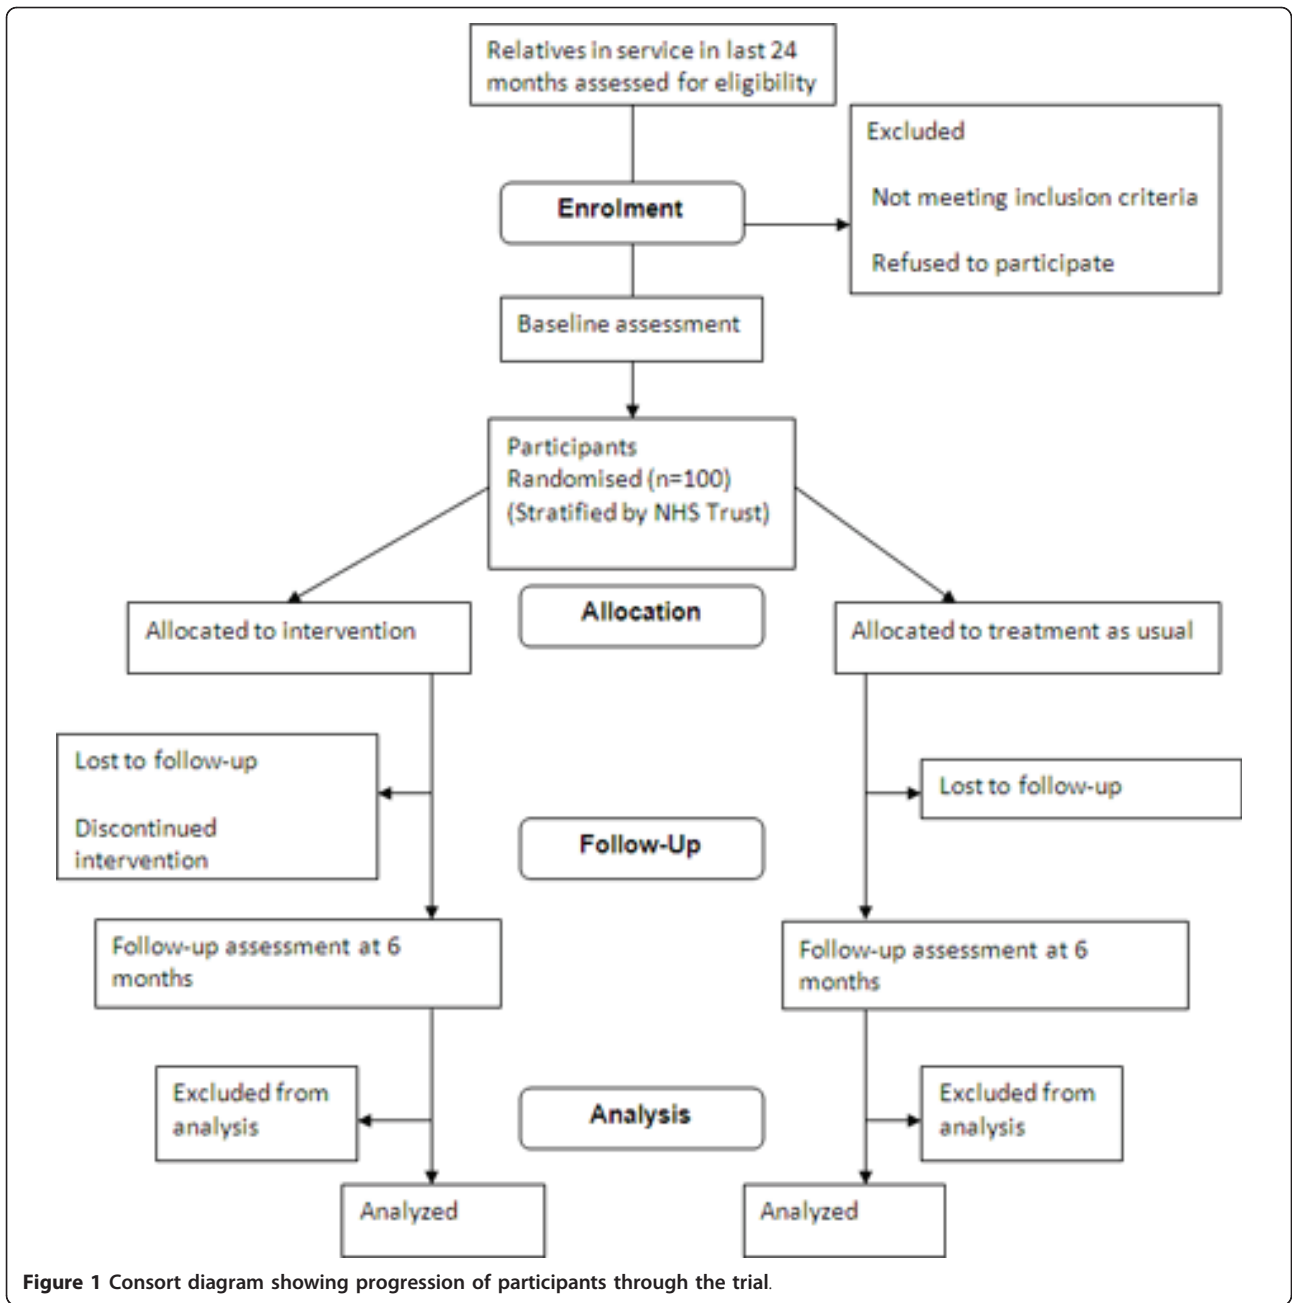 Relatives in service in last 24
months assessed for eligibility
Excluded
Not meeting inclusion criteria
Refused to participate
Enrolment
Baseline assessment
Participants
Randomised (n=100)
(Stratified by NHS Trust)
Allocation
Allocated to intervention
Allocated to treatment as usual
Lost to follow-up
Discontinued
intervention
Lost to follow-up
Follow-Up
Follow-up assessment at 6
months
Follow-up assessment at 6
months
Excluded from
analysis
Analysis
Excluded from
analysis
Analyzed
Analyzed
Figure 1 Consort diagram showing progression of participants through the trial.